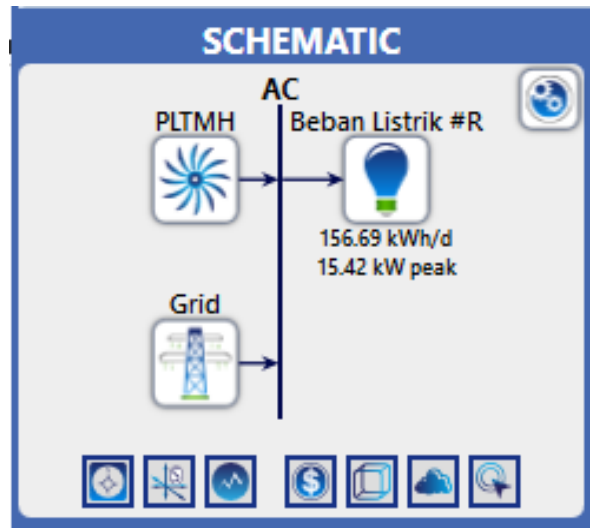 SCHEMATIC
AC
PLTMH
Beban Listrik #R
156.69 kWh/d
15.42 kW peak
Grid